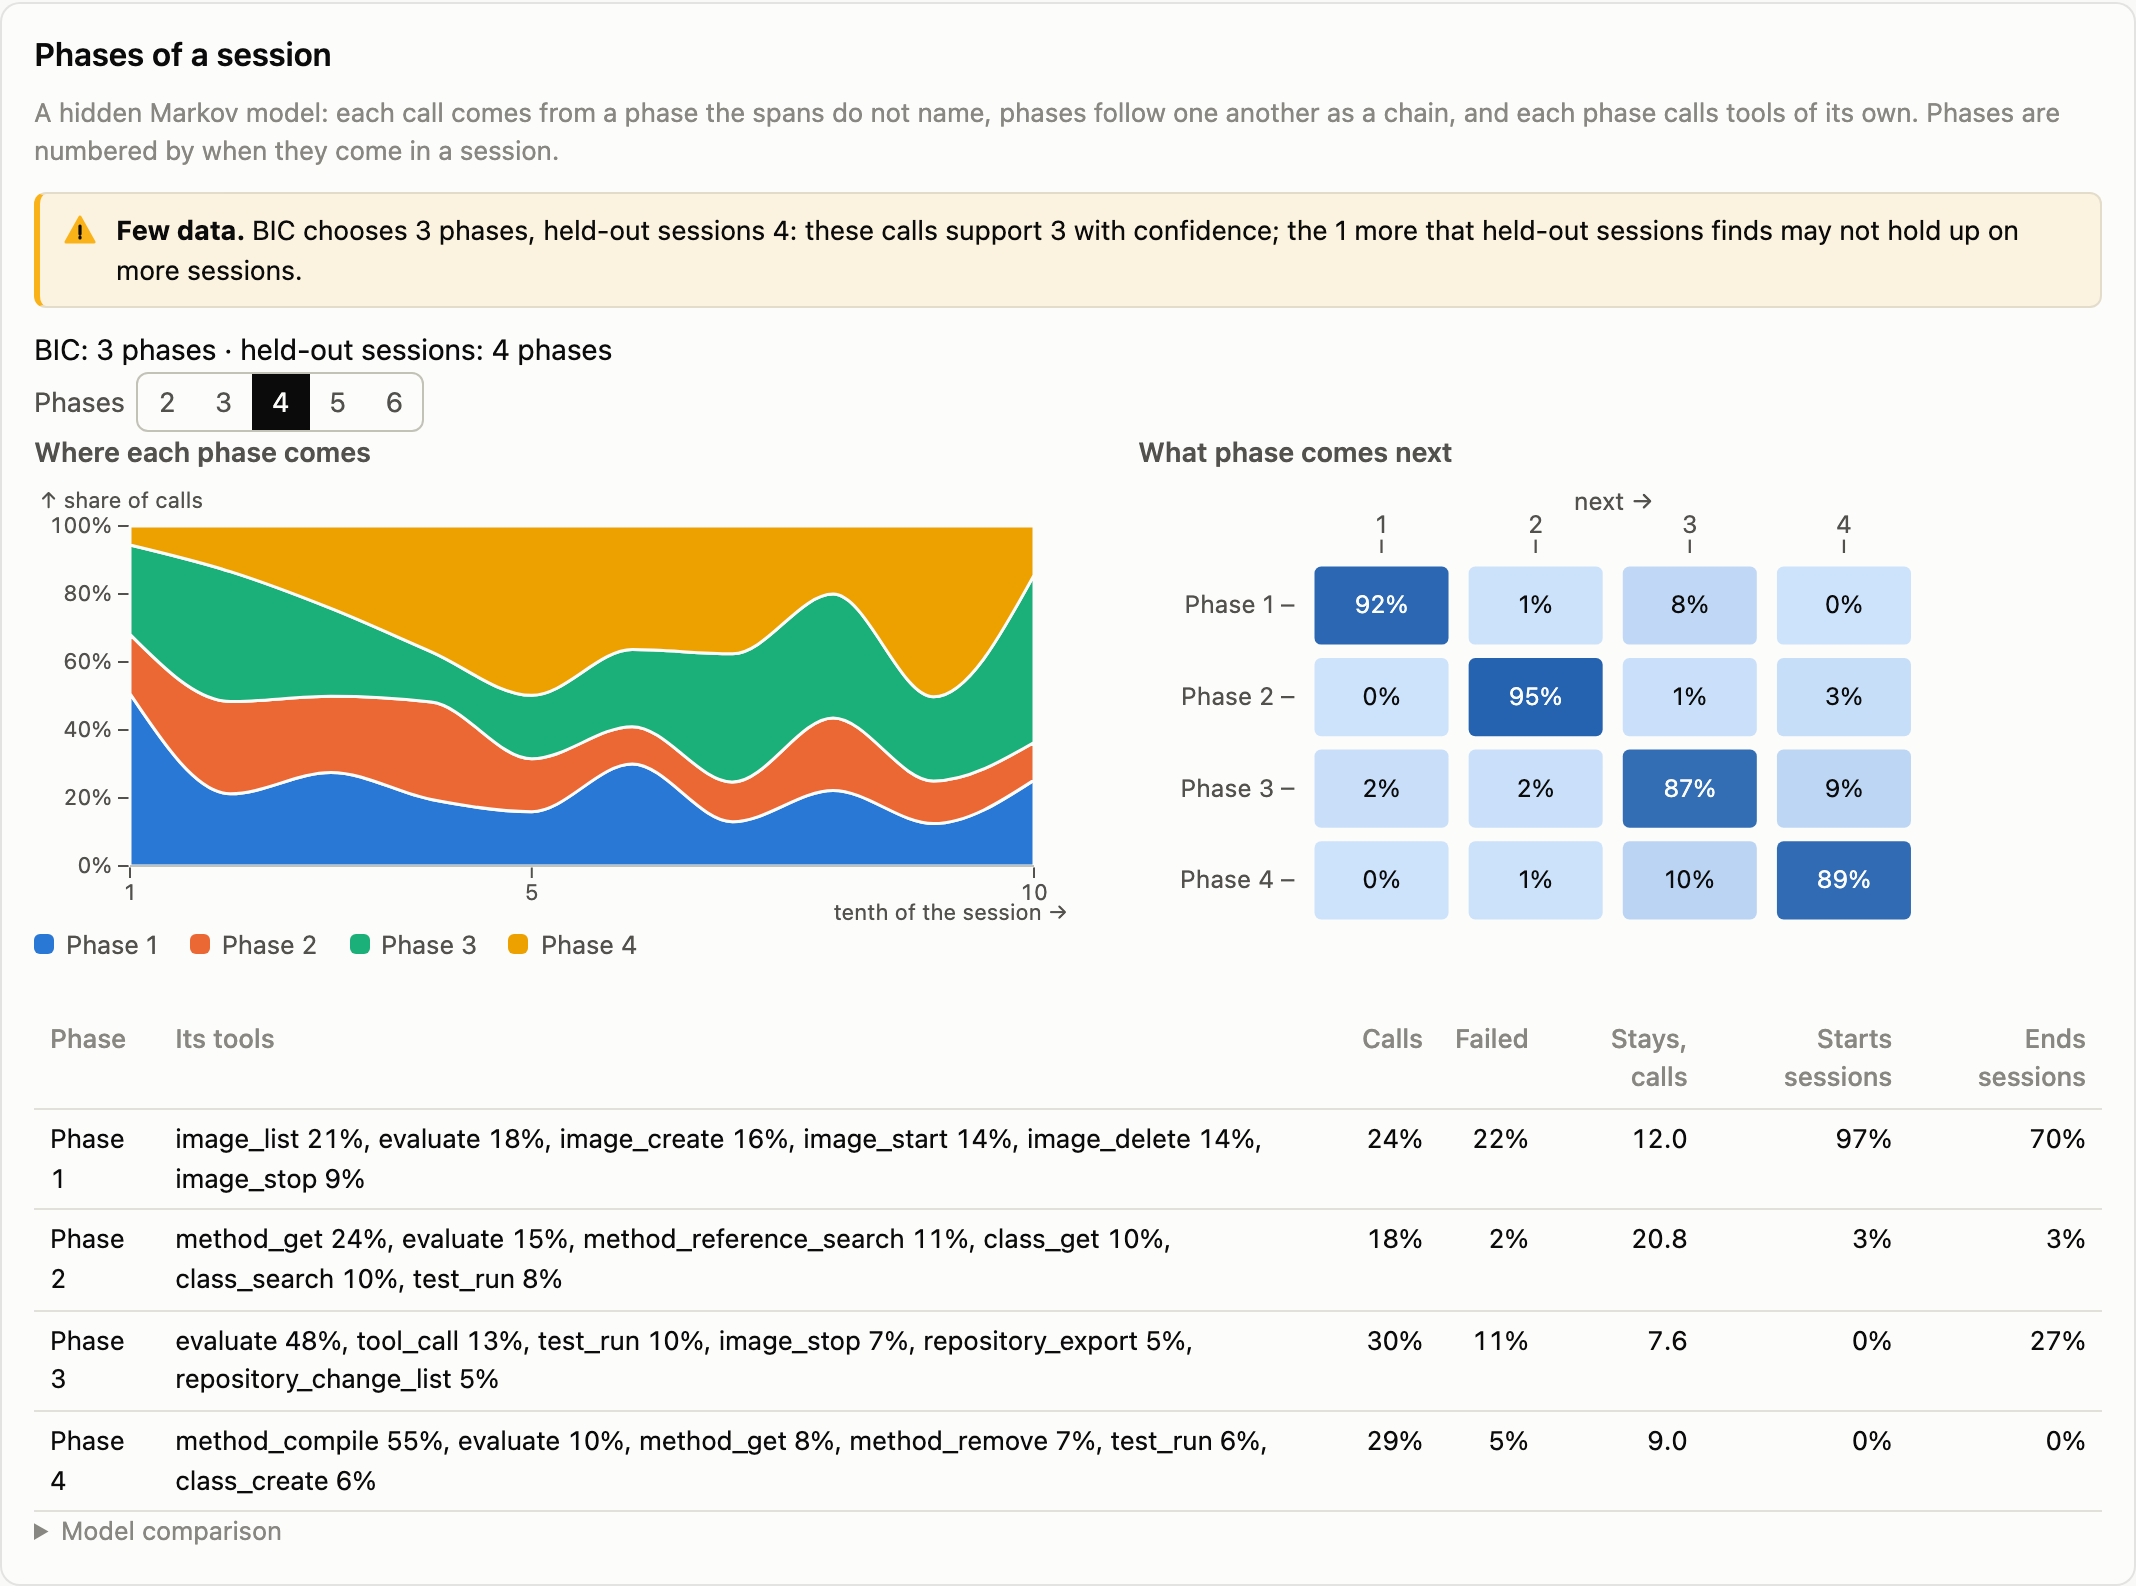 Phases of a session
A hidden Markov model: each call comes from a phase the spans do not name, phases follow one another as a chain, and each phase calls tools of its own. Phases are
numbered by when they come in a session.
Few data. BIC chooses 3 phases, held-out sessions 4: these calls support 3 with confidence; the 1 more that held-out sessions finds may not hold up on
more sessions.
BIC: 3 phases · held-out sessions: 4 phases
Phases 2 3 4 5 6
Where each phase comes
↑ share of calls
100%
80%
60%
40%
20%
0%
1 5 10
tenth of the session →
Phase 1 Phase 2 Phase 3 Phase 4
What phase comes next
next →
1 2 3 4
Phase 1 92% 1% 8% 0%
Phase 2 0% 95% 1% 3%
Phase 3 2% 2% 87% 9%
Phase 4 0% 1% 10% 89%
Phase Its tools Calls Failed Stays, Starts Ends
calls sessions sessions
Phase image_list 21%, evaluate 18%, image_create 16%, image_start 14%, image_delete 14%, 24% 22% 12.0 97% 70%
1 image_stop 9%
Phase method_get 24%, evaluate 15%, method_reference_search 11%, class_get 10%, 18% 2% 20.8 3% 3%
2 class_search 10%, test_run 8%
Phase evaluate 48%, tool_call 13%, test_run 10%, image_stop 7%, repository_export 5%, 30% 11% 7.6 0% 27%
3 repository_change_list 5%
Phase method_compile 55%, evaluate 10%, method_get 8%, method_remove 7%, test_run 6%, 29% 5% 9.0 0% 0%
4 class_create 6%
Model comparison